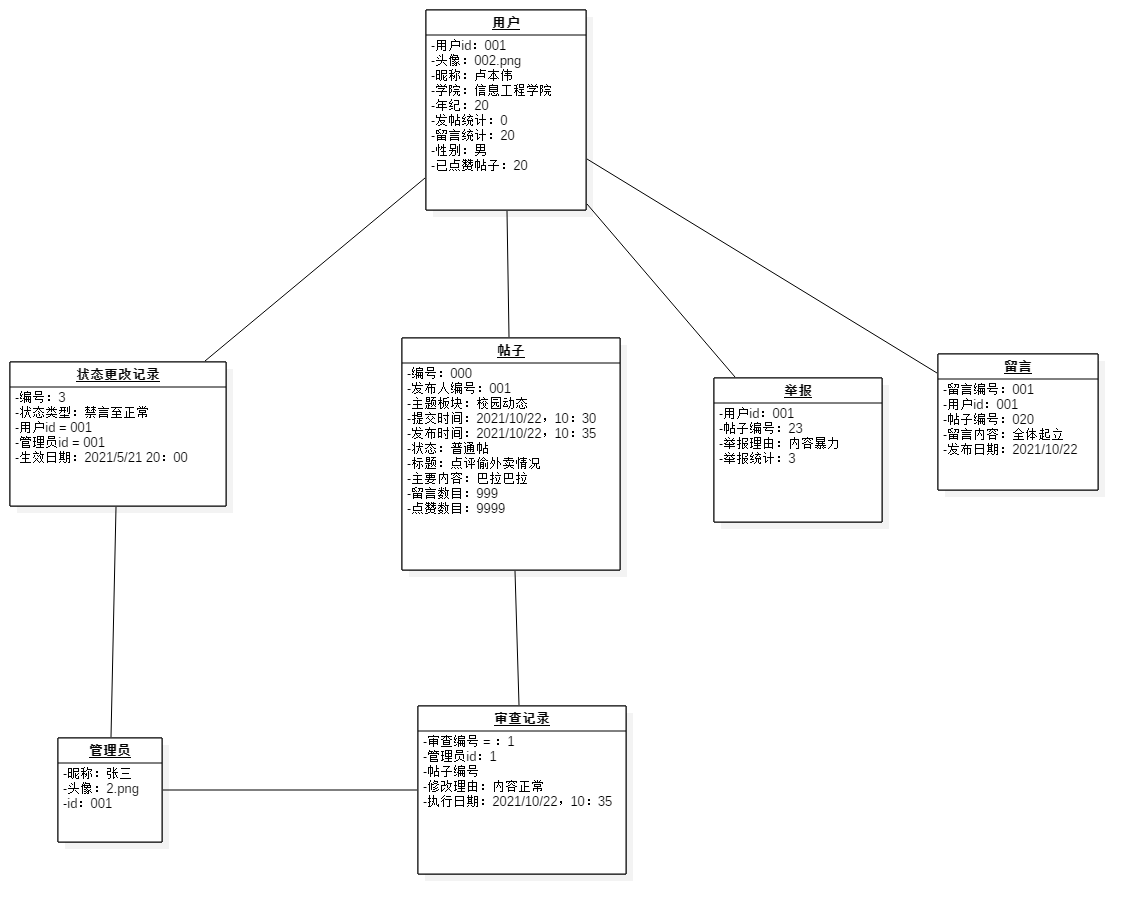 用户
-用户id：001
-头像：002.png
-昵称：卢本伟
-学院：信息工程学院
-年纪：20
-发帖统计：0
-留言统计：20
-性别：男
-已点赞帖子：20
状态更改记录
-编号：3
-状态类型：禁言至正常
-用户id = 001
-管理员id = 001
-生效日期：2021/5/21 20：00
帖子
-编号：000
-发布人编号：001
-主题板块：校园动态
-提交时间：2021/10/22，10：30
-发布时间：2021/10/22，10：35
-状态：普通帖
-标题：点评偷外卖情况
-主要内容：巴拉巴拉
-留言数目：999
-点赞数目：9999
举报
-用户id：001
-帖子编号：23
-举报理由：内容暴力
-举报统计：3
留言
-留言编号：001
-用户id：001
-帖子编号：020
-留言内容：全体起立
-发布日期：2021/10/22
管理员
-昵称：张三
-头像：2.png
-id：001
审查记录
-审查编号 = ：1
-管理员id：1
-帖子编号
-修改理由：内容正常
-执行日期：2021/10/22，10：35